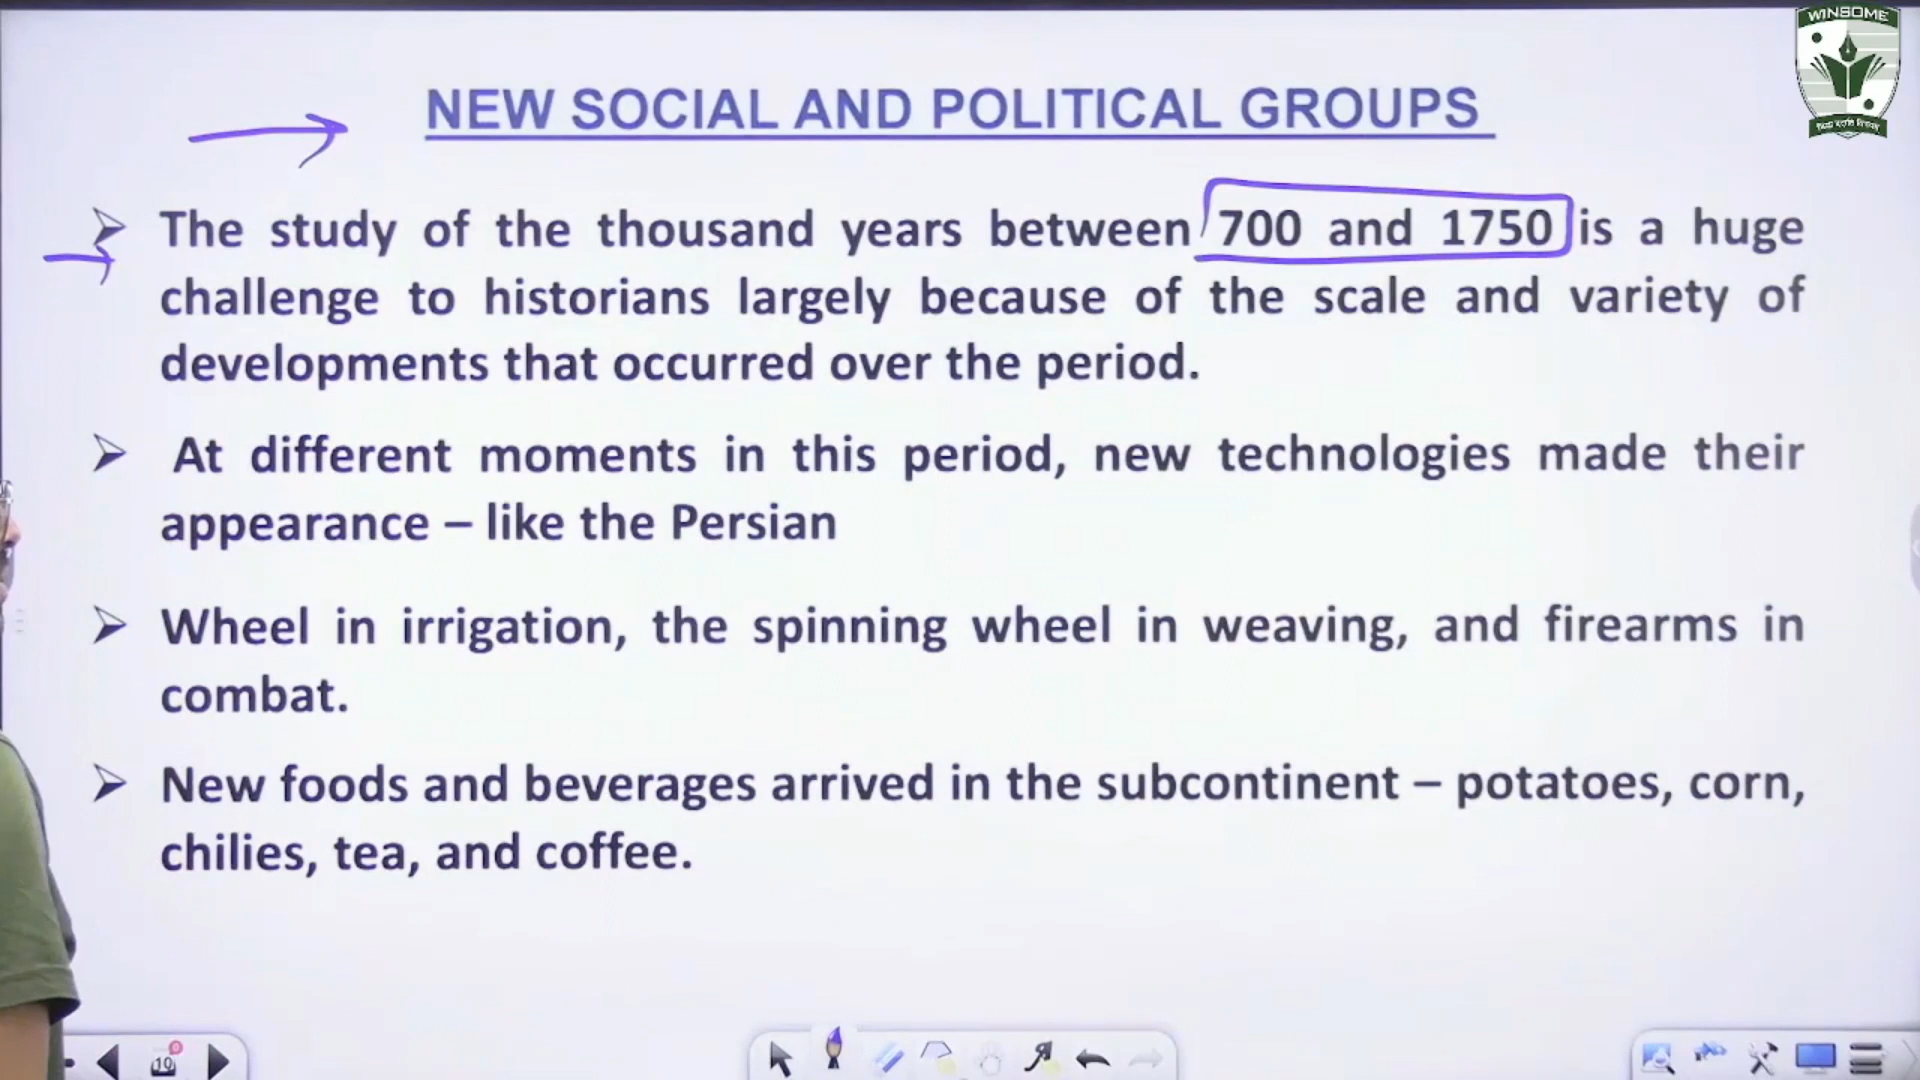 WINSOME
NEW SOCIAL AND POLITICAL GROUPS
The study of the thousand years between 700 and 1750 is a huge
challenge to historians largely because of the scale and variety of
developments that occurred over the period.
At different moments in this period, new technologies made their
appearance – like the Persian
Wheel in irrigation, the spinning wheel in weaving, and firearms in
combat.
New foods and beverages arrived in the subcontinent – potatoes, corn,
chilies, tea, and coffee.
10